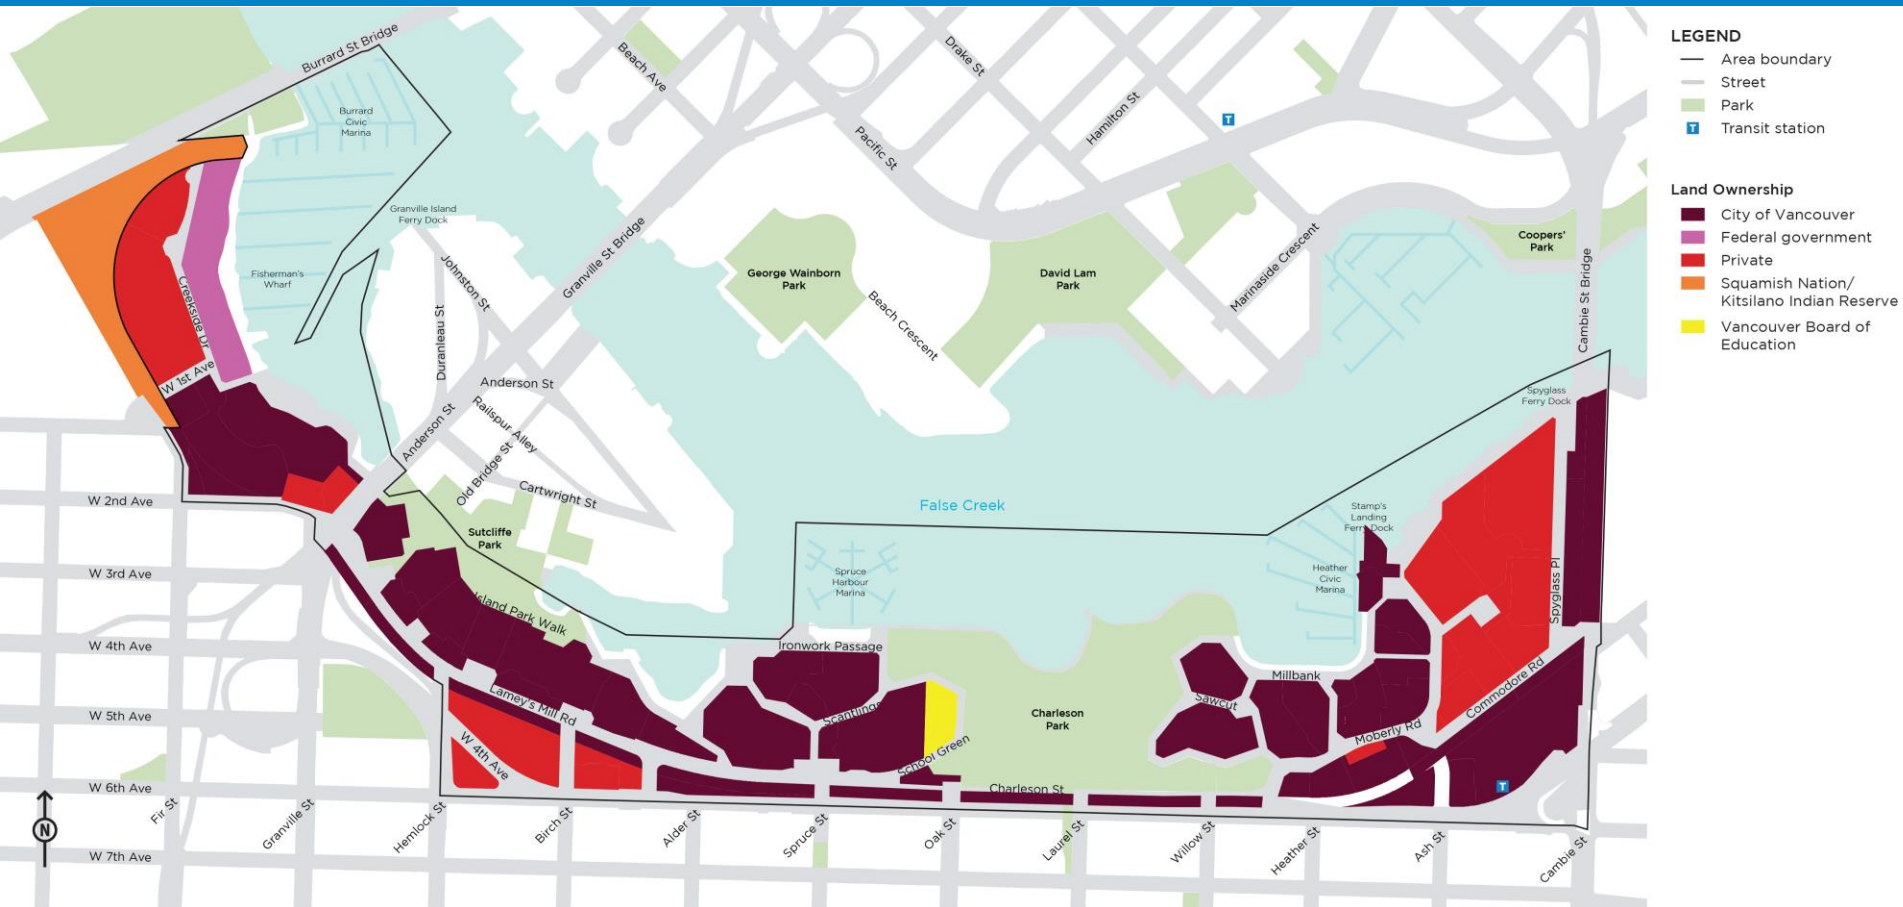 Burrard St Bridge
Beach Ave
Drake St
Hamilton St
Pacific St
T
Burrard
Civic
Marina
Granville Island
Ferry Dock
Fisherman's
Wharf
Creekside Dr
W 1st Ave
Johnston St
Duranleau St
Granville St Bridge
George Wainborn
Park
Beach Crescent
David Lam
Park
Marinaside Crescent
Coopers'
Park
Cambie St Bridge
Anderson St
Railspur Alley
Anderson St
Old Bridge St
Cartwright St
Sutcliffe
Park
Island Park Walk
False Creek
Spyglass
Ferry Dock
Stamp's
Landing
Ferry Dock
Heather
Civic
Marina
Spruce
Harbour
Marina
Spyglass Pl
Ironwork Passage
Scantlings
School Green
Charleson
Park
Sawcut
Millbank
Moberly Rd
Commodore Rd
Lamey's Mill Rd
W 4th Ave
Charleson St
T
W 2nd Ave
W 3rd Ave
W 4th Ave
W 5th Ave
W 6th Ave
W 7th Ave
N
Fir St
Granville St
Hemlock St
Birch St
Alder St
Spruce St
Oak St
Laurel St
Willow St
Heather St
Ash St
Cambie St
LEGEND
Area boundary
Street
Park
T Transit station
Land Ownership
City of Vancouver
Federal government
Private
Squamish Nation/
Kitsilano Indian Reserve
Vancouver Board of
Education